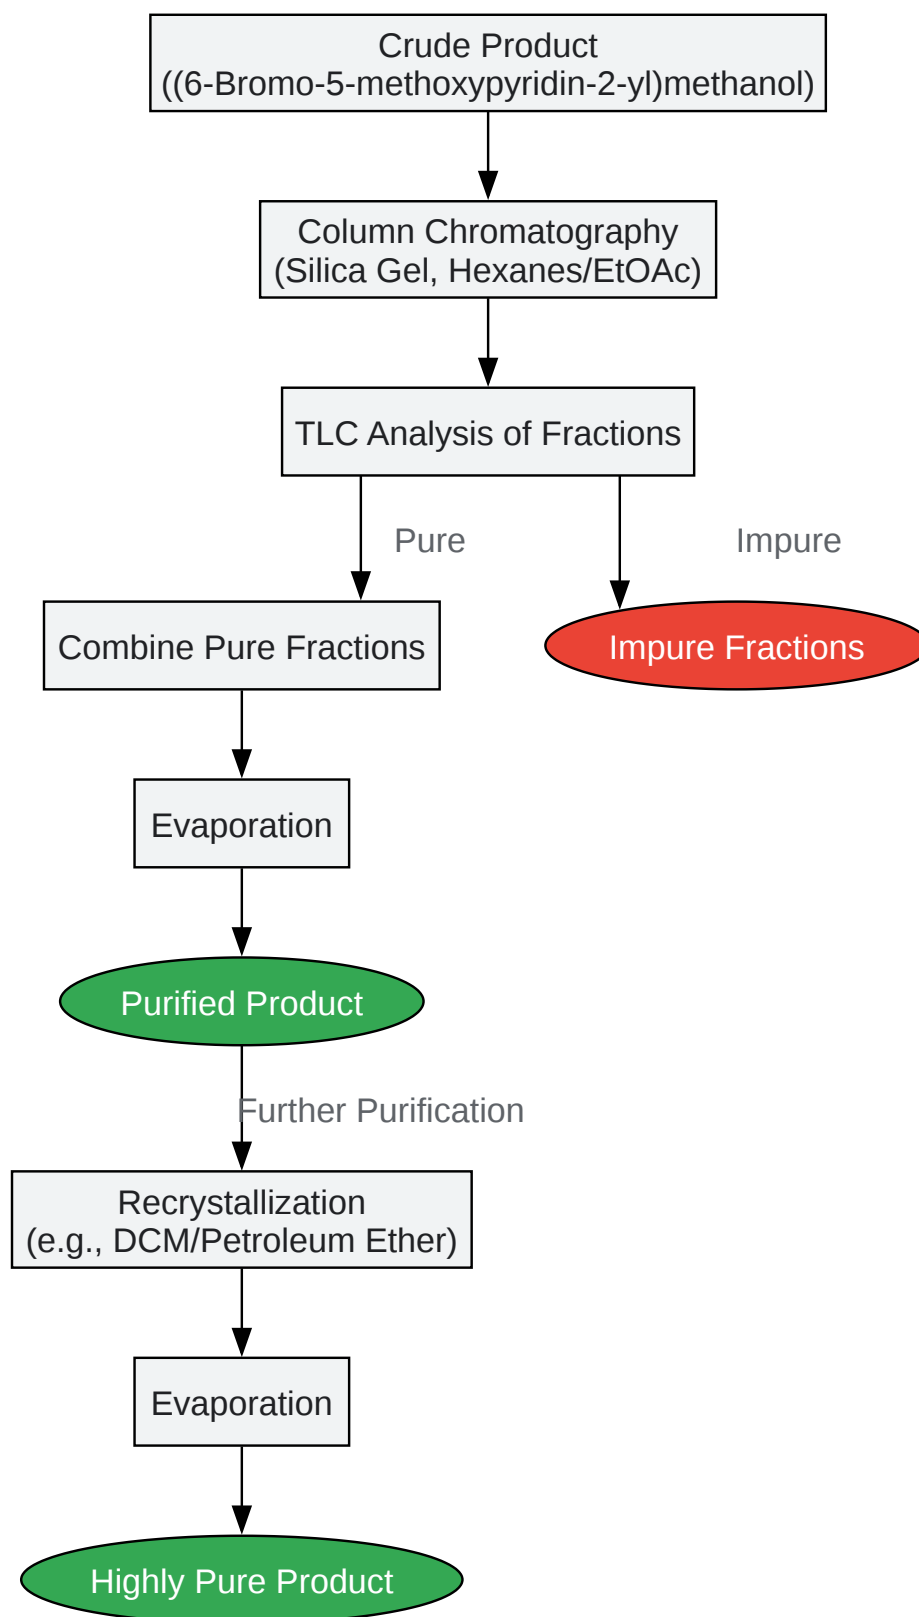 Crude Product
((6-Bromo-5-methoxypyridin-2-yl)methanol)
Column Chromatography
(Silica Gel, Hexanes/EtOAc)
TLC Analysis of Fractions
Pure
Impure
Combine Pure Fractions
Impure Fractions
Evaporation
Purified Product
Further Purification
Recrystallization
(e.g., DCM/Petroleum Ether)
Evaporation
Highly Pure Product